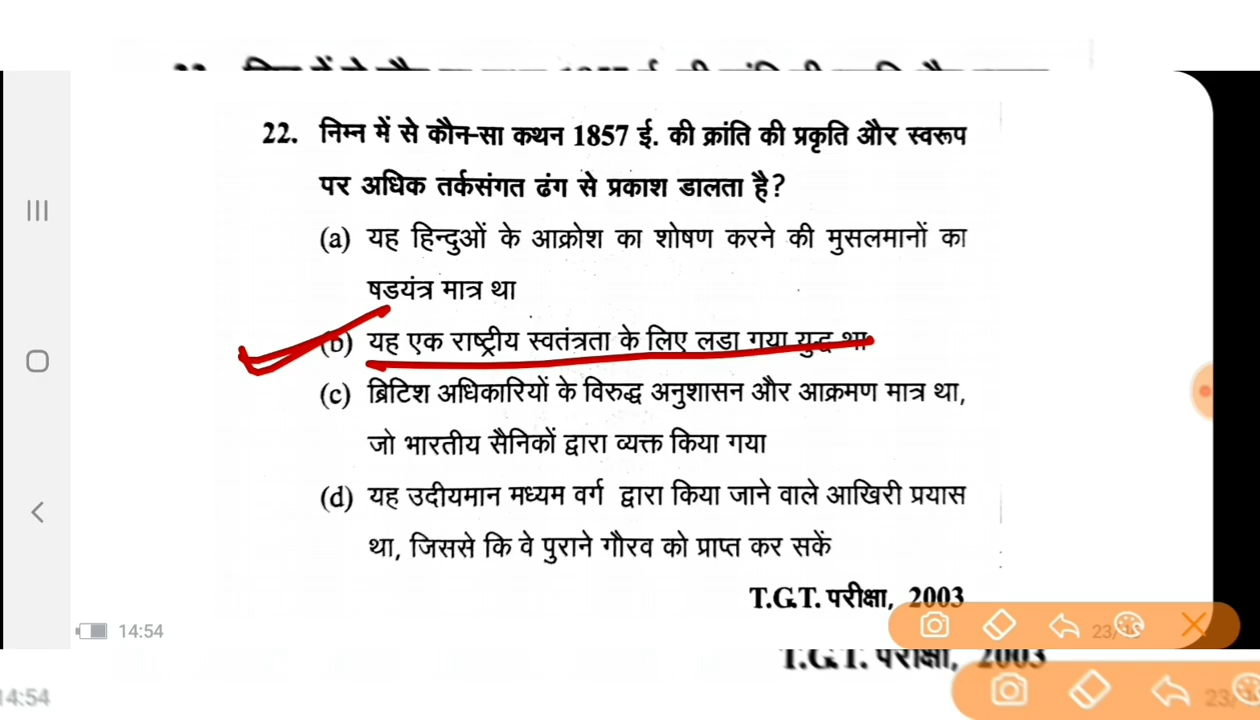 22. निम्न में से कौन-सा कथन 1857 ई. की क्रांति की प्रकृति और स्वरूप
पर अधिक तर्कसंगत ढंग से प्रकाश डालता है?
(a) यह हिन्दुओं के आक्रोश का शोषण करने की मुसलमानों का
षडयंत्र मात्र था
(b) यह एक राष्ट्रीय स्वतंत्रता के लिए लडा गया युद्ध था
(c) ब्रिटिश अधिकारियों के विरुद्ध अनुशासन और आक्रमण मात्र था,
जो भारतीय सैनिकों द्वारा व्यक्त किया गया
(d) यह उदीयमान मध्यम वर्ग द्वारा किया जाने वाले आखिरी प्रयास
था, जिससे कि वे पुराने गौरव को प्राप्त कर सकें
T.G.T. परीक्षा, 2003
14:54
T.G.T. परीक्षा, 2003
14:54